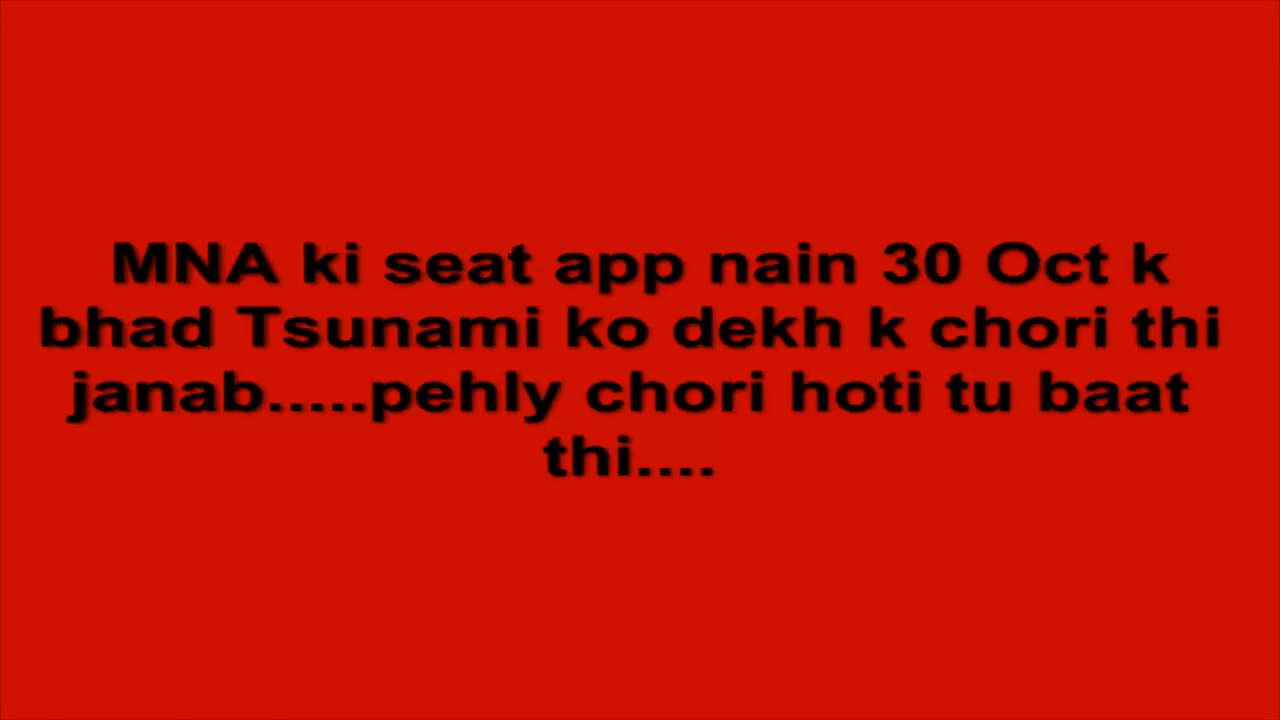 MNA ki seat app nain 30 Oct k
bhad Tsunami ko dekh k chori thi
janab.....pehly chori hoti tu baat
thi....